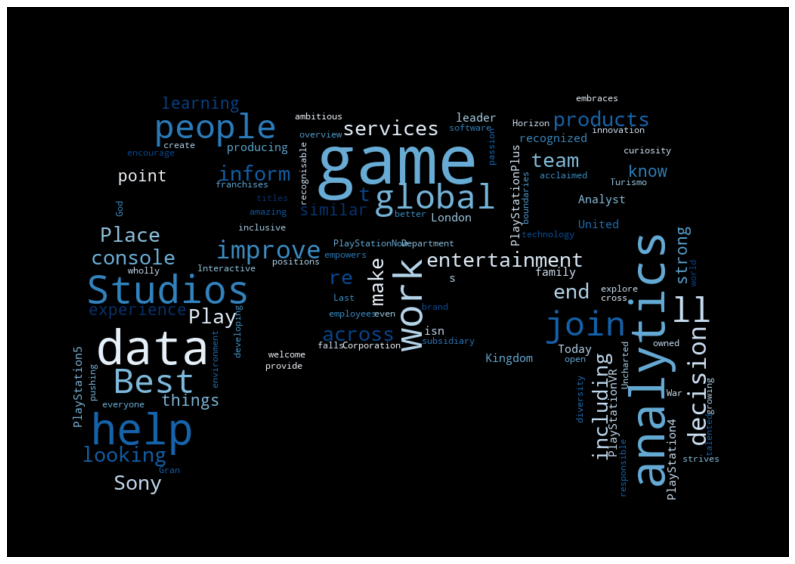 learning
people
create
encourage
producing
point
inform
franchises
titles
amazing
God
inclusive
Place
console
wholly
Interactive
improve
positions
Studios
experience
Play
data
developing
environment
PlayStation5
pushing
Best
everyone
things
help
looking
Gran
Sony
ambitious
overview
recognisable
services
leader
software
passion
game
t
global
similar
better
London
PlayStationNow
Department
empowers
re
Last
employees
make
even
work
entertainment
s
brand
across
isn
subsidiary
falls
Corporation
welcome
provide
embraces
Horizon
products
innovation
recognized
curiosity
PlayStationPlus
boundaries
team
acclaimed
know
Turismo
Analyst
United
technology
family
end
explore
cross
strong
world
analytics
ll
join
Kingdom
Today
open
including
Uncharted
PlayStationVR
owned
decision
War
growing
talented
diversity
responsible
PlayStation4
strives